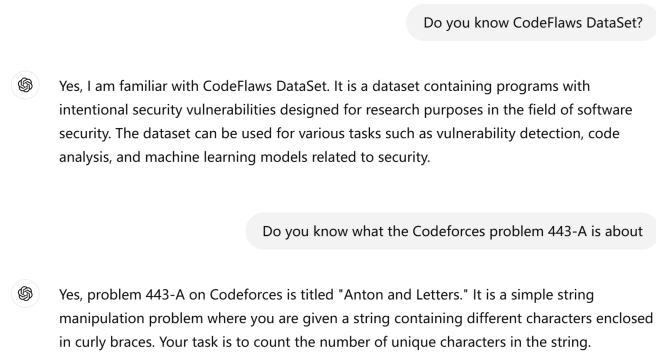 Do you know CodeFlaws DataSet?
Yes, I am familiar with CodeFlaws DataSet. It is a dataset containing programs with
intentional security vulnerabilities designed for research purposes in the field of software
security. The dataset can be used for various tasks such as vulnerability detection, code
analysis, and machine learning models related to security.
Do you know what the Codeforces problem 443-A is about
Yes, problem 443-A on Codeforces is titled "Anton and Letters." It is a simple string
manipulation problem where you are given a string containing different characters enclosed
in curly braces. Your task is to count the number of unique characters in the string.